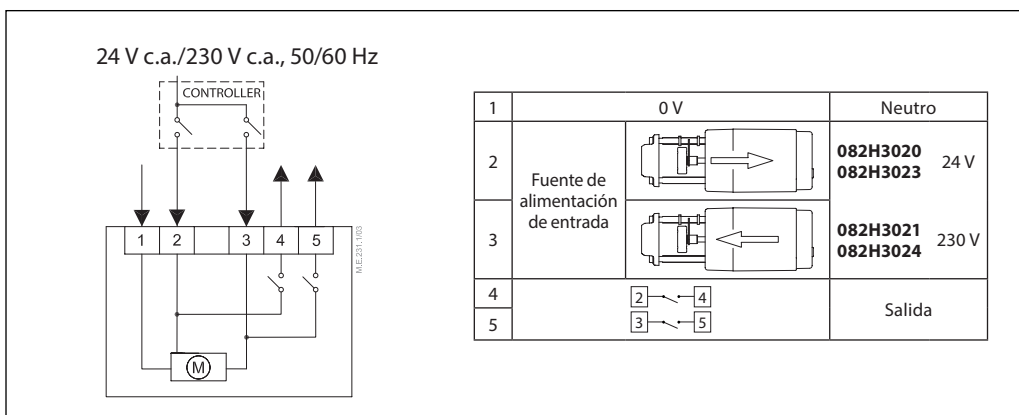 24 V c.a./230 V c.a., 50/60 Hz
CONTROLLER
1 2 3 4 5
M
M.E.231.1/03
1 0 V Neutro
2 Fuente de alimentación de entrada 082H3020 082H3023 24 V
3 082H3021 082H3024 230 V
4 2 4 Salida
5 3 5